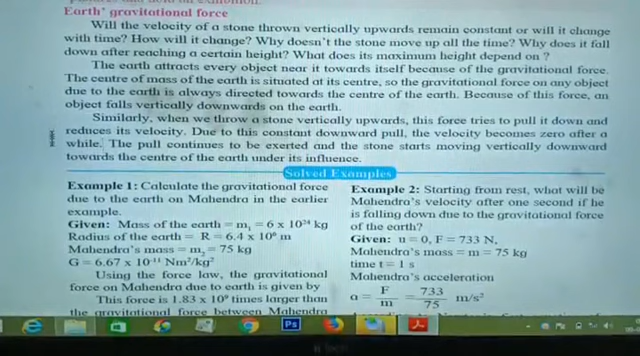 Earth' gravitational force
Will the velocity of a stone thrown vertically upwards remain constant or will it change
with time? How will it change? Why doesn't the stone move up all the time? Why does it fall
down after reaching a certain height? What does its maximum height depend on ?
The earth attracts every object near it towards itself because of the gravitational force.
The centre of mass of the earth is situated at its centre, so the gravitational force on any object
due to the earth is always directed towards the centre of the earth. Because of this force, an
object falls vertically downwards on the earth.
Similarly, when we throw a stone vertically upwards, this force tries to pull it down and
reduces its velocity. Due to this constant downward pull, the velocity becomes zero after a
while. The pull continues to be exerted and the stone starts moving vertically downward
towards the centre of the earth under its influence.
Solved Examples
Example 1: Calculate the gravitational force
due to the earth on Mahendra in the earlier
example.
Given: Mass of the earth = m₁ = 6 x 10²⁴ kg
Radius of the earth = R = 6.4 x 10⁶ m
Mahendra's mass = m₂ = 75 kg
G = 6.67 x 10⁻¹¹ Nm²/kg²
Using the force law, the gravitational
force on Mahendra due to earth is given by
This force is 1.83 x 10⁹ times larger than
the gravitational force between Mahendra
Example 2: Starting from rest, what will be
Mahendra's velocity after one second if he
is falling down due to the gravitational force
of the earth?
Given: u = 0, F = 733 N,
Mahendra's mass = m = 75 kg
time t = 1 s
Mahendra's acceleration
a = F/m = 733/75 m/s²
Ps